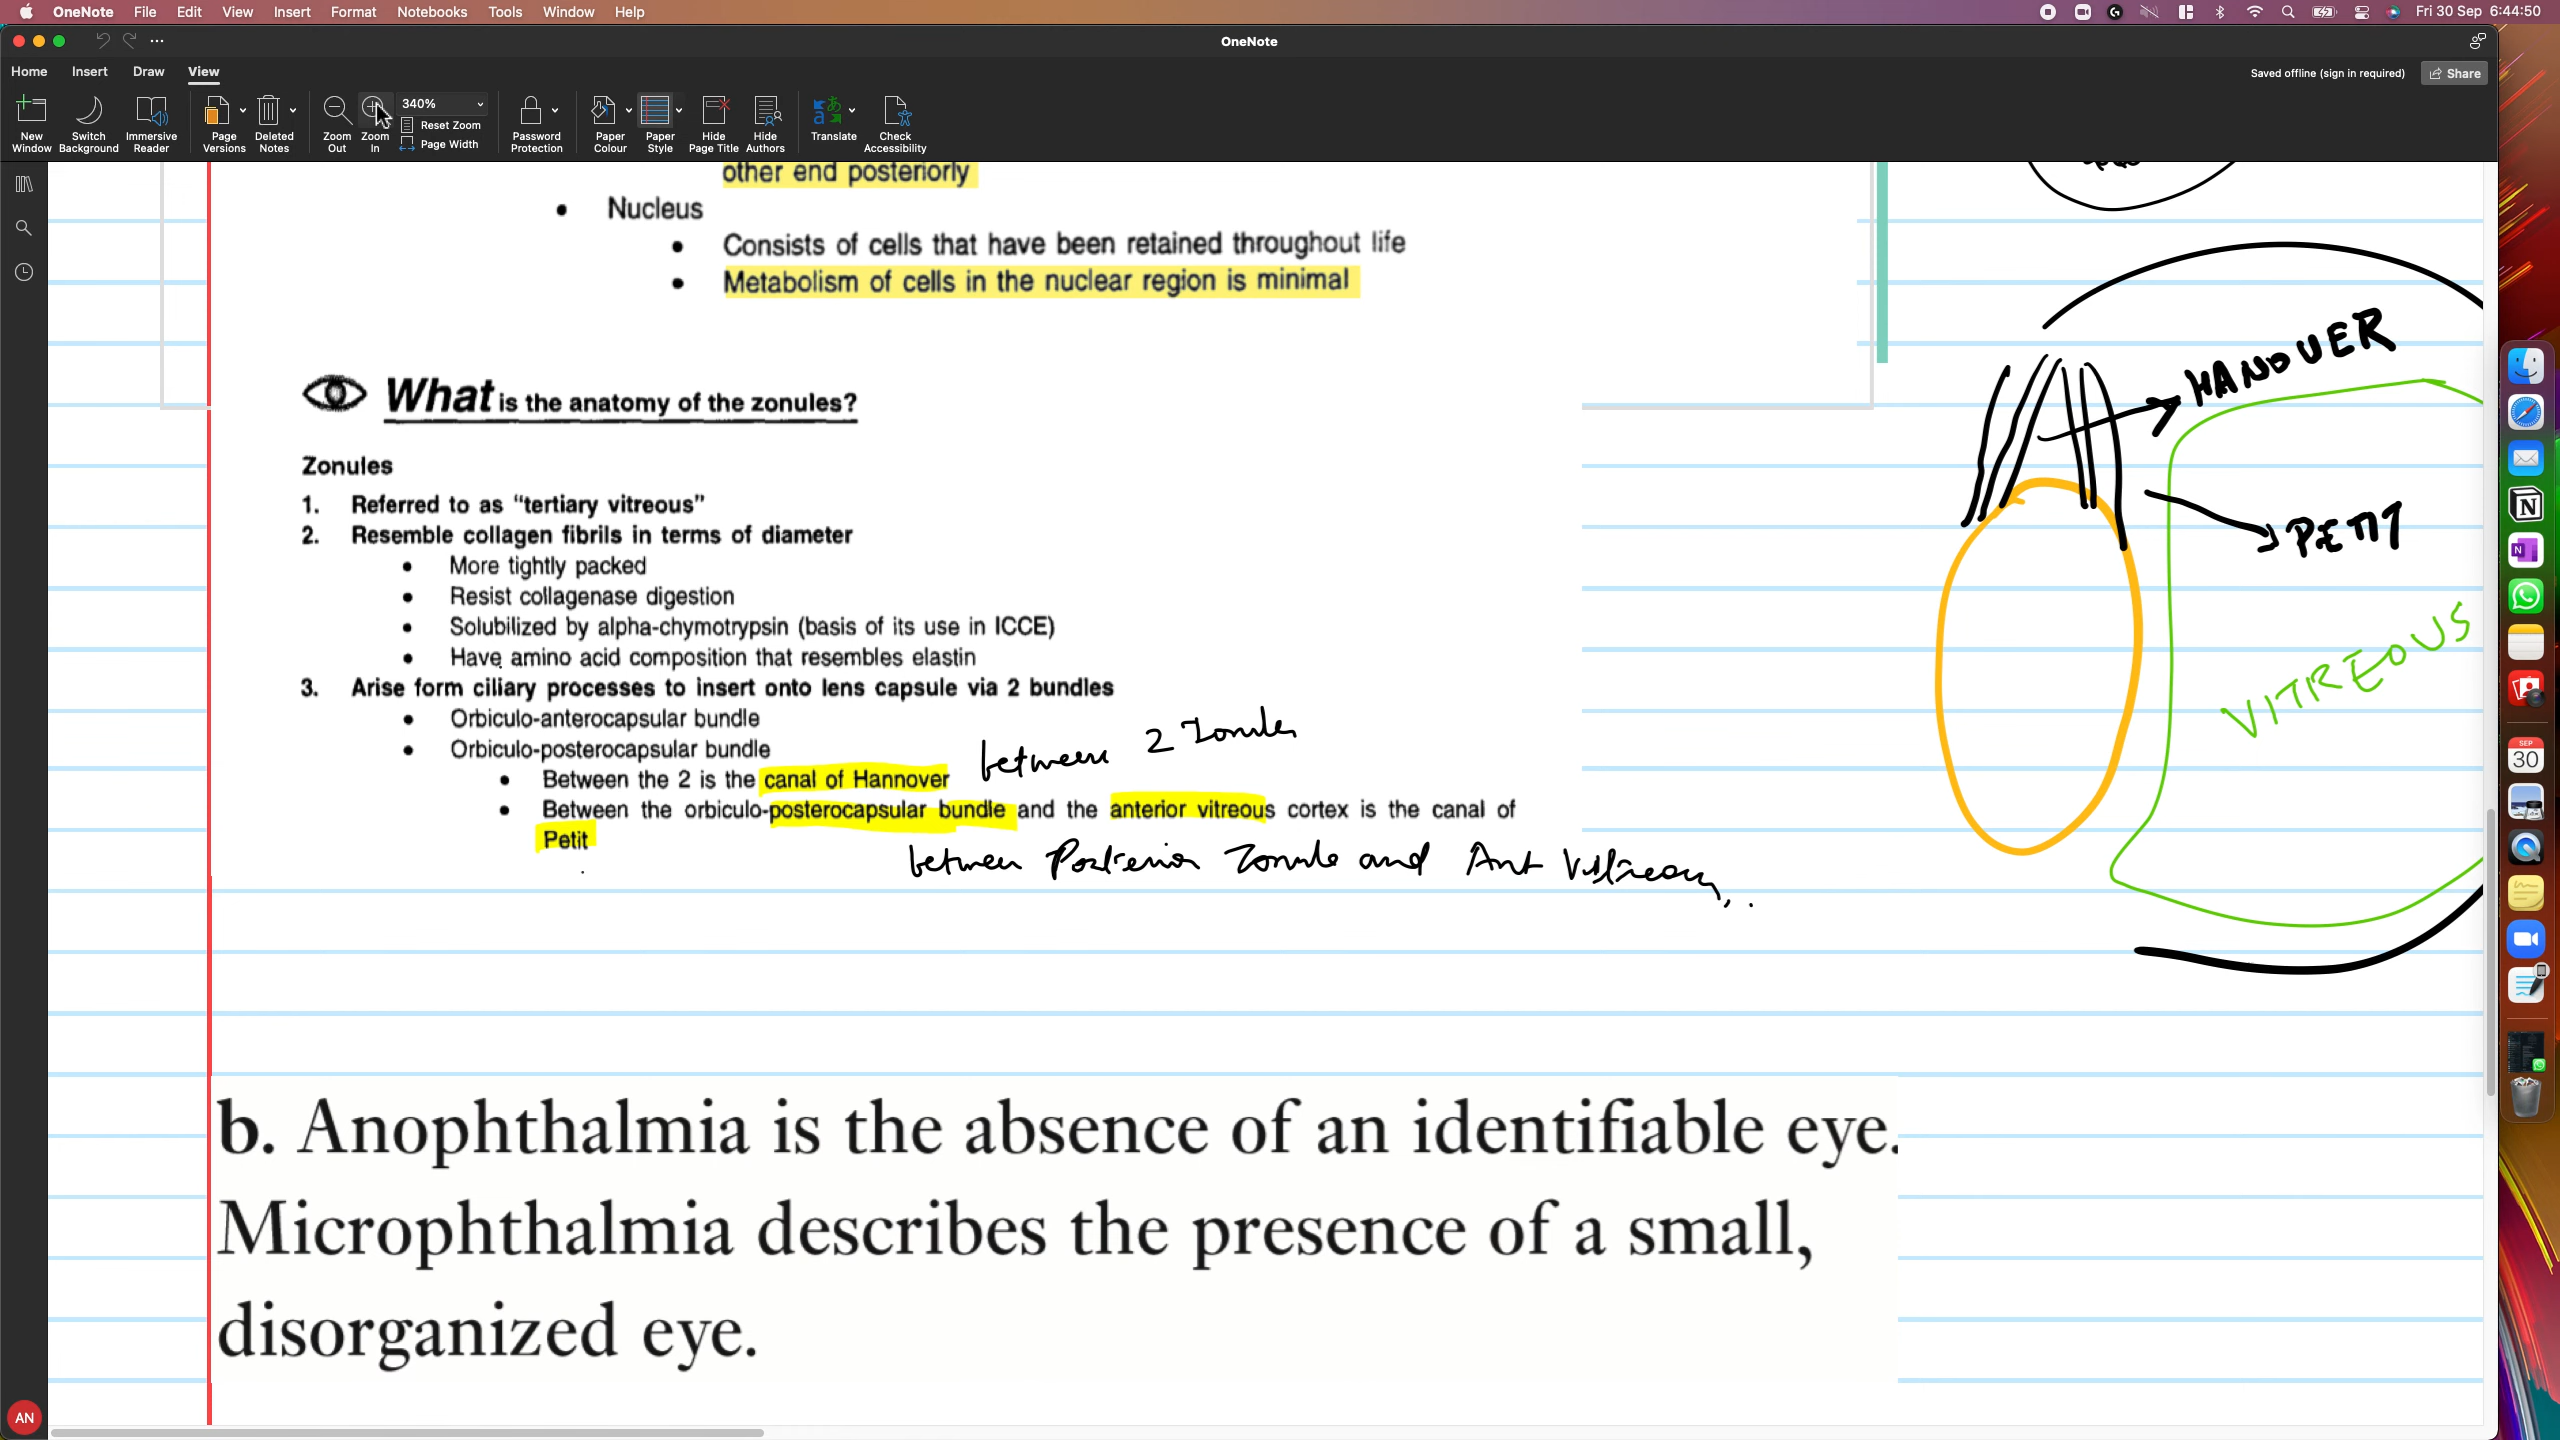 OneNote File Edit View Insert Format Notebooks Tools Window Help Fri 30 Sep 6:44:50
OneNote
Home Insert Draw View Saved offline (sign in required) Share
340%
Reset Zoom
Page Width
New Window
Switch Background
Immersive Reader
Page Versions
Deleted Notes
Zoom Out
Zoom In
Password Protection
Paper Colour
Paper Style
Hide Page Title
Hide Authors
Translate
Check Accessibility
other end posteriorly
• Nucleus
• Consists of cells that have been retained throughout life
• Metabolism of cells in the nuclear region is minimal
HANOVER
What is the anatomy of the zonules?
Zonules
1. Referred to as “tertiary vitreous”
2. Resemble collagen fibrils in terms of diameter
PETIT
• More tightly packed
• Resist collagenase digestion
• Solubilized by alpha-chymotrypsin (basis of its use in ICCE)
• Have amino acid composition that resembles elastin
VITREOUS
3. Arise form ciliary processes to insert onto lens capsule via 2 bundles
• Orbiculo-anterocapsular bundle
• Orbiculo-posterocapsular bundle
between 2 Zonules
• Between the 2 is the canal of Hannover
• Between the orbiculo-posterocapsular bundle and the anterior vitreous cortex is the canal of
Petit
between Posterior Zonule and Ant Vitreous
b. Anophthalmia is the absence of an identifiable eye.
Microphthalmia describes the presence of a small,
disorganized eye.
SEP
30
AN